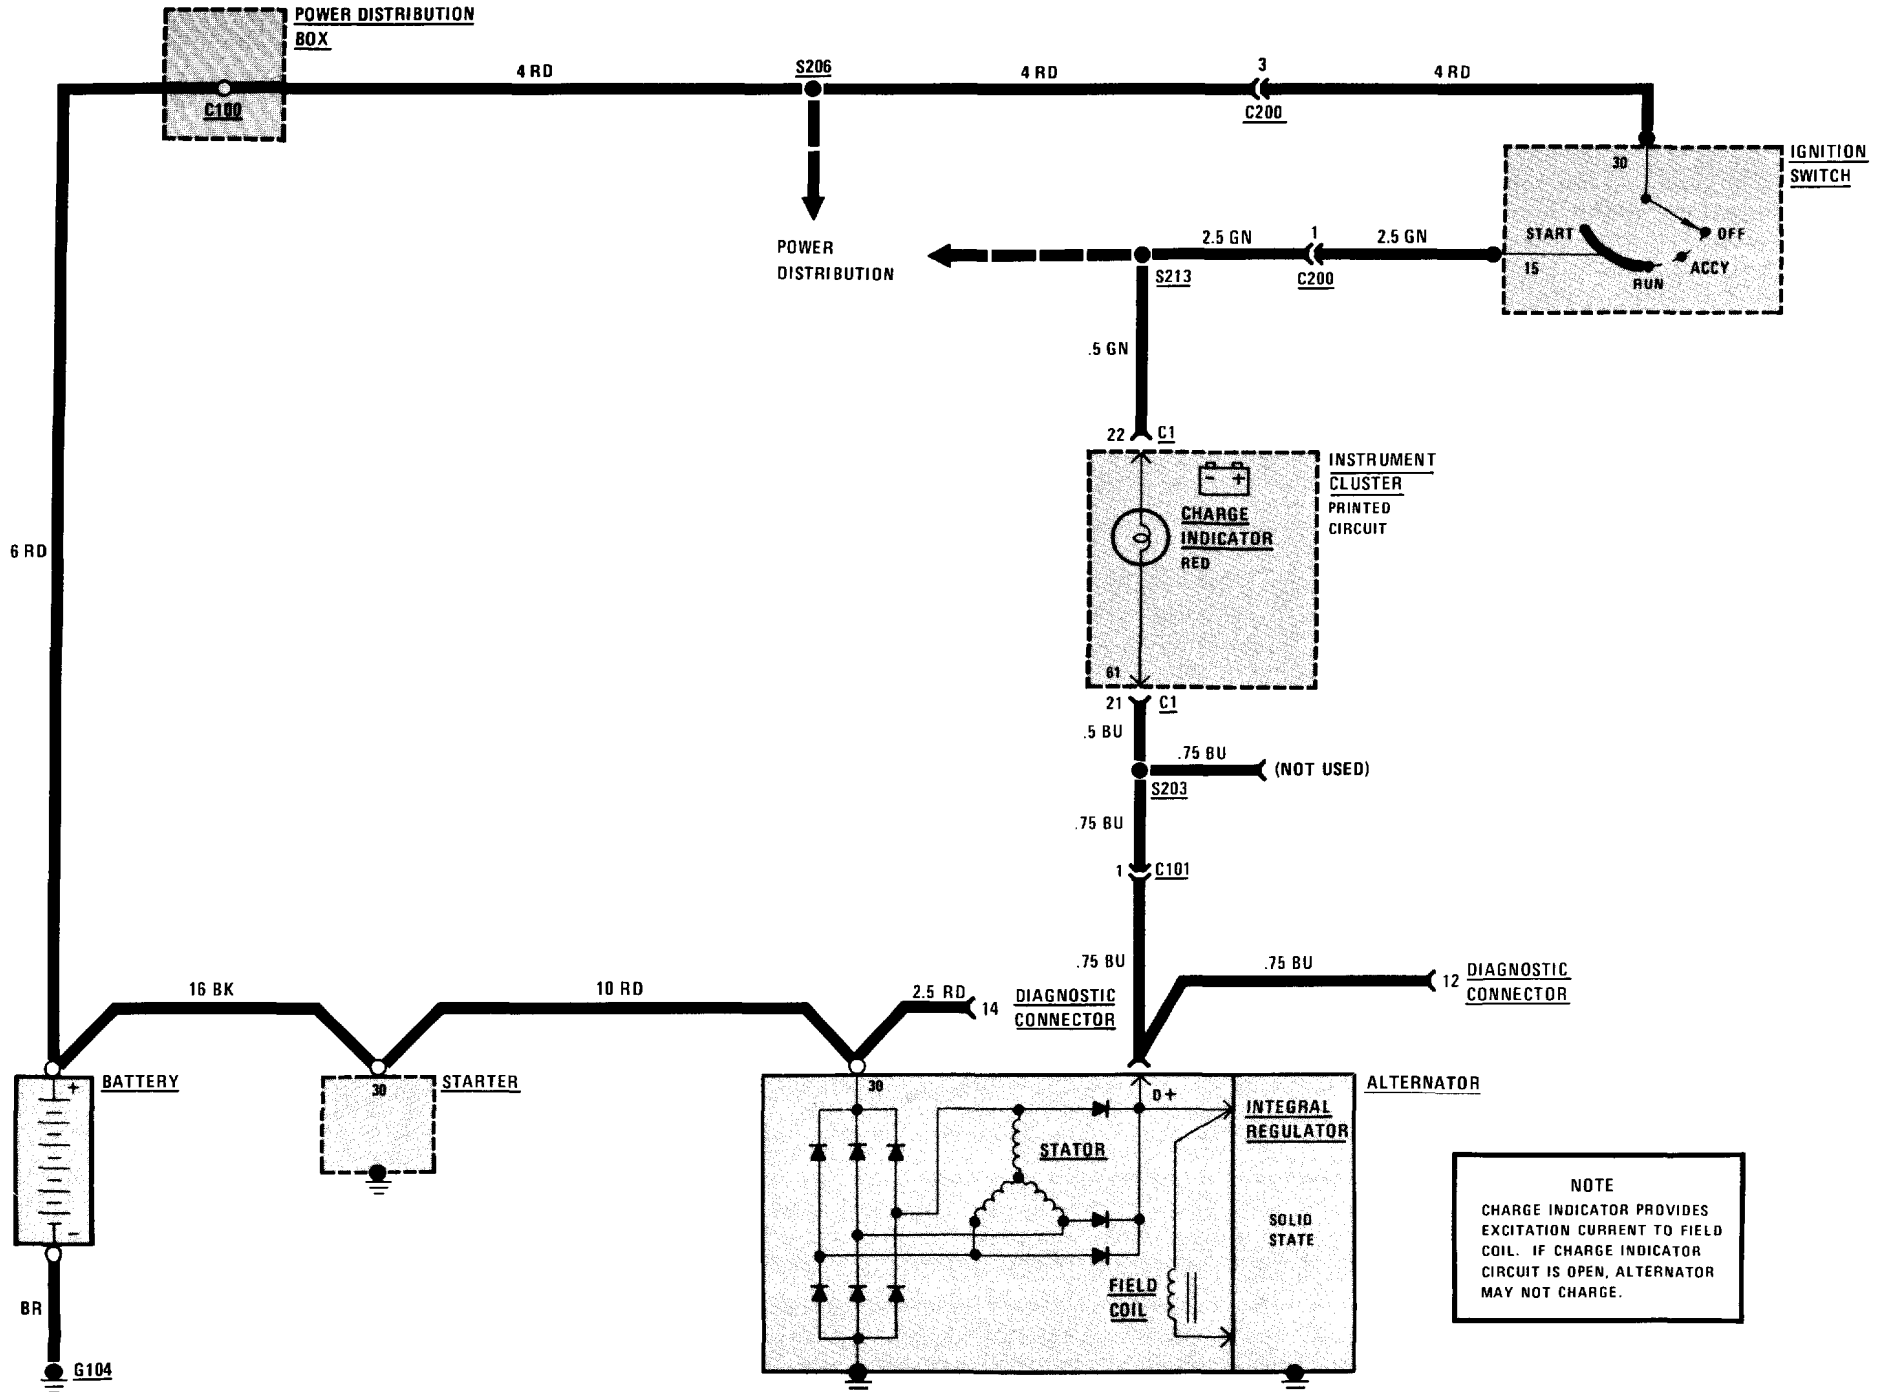 POWER DISTRIBUTION
BOX
C100
4 RD
S206
4 RD
3
C200
4 RD
IGNITION
SWITCH
30
START
OFF
ACCY
RUN
15
POWER
DISTRIBUTION
S213
2.5 GN
1
C200
2.5 GN
.5 GN
22
C1
INSTRUMENT
CLUSTER
PRINTED
CIRCUIT
- +
CHARGE
INDICATOR
RED
61
21
C1
6 RD
.5 BU
.75 BU
(NOT USED)
S203
.75 BU
1
C101
.75 BU
.75 BU
12
DIAGNOSTIC
CONNECTOR
16 BK
10 RD
2.5 RD
14
DIAGNOSTIC
CONNECTOR
BATTERY
+
-
30
STARTER
30
D+
ALTERNATOR
INTEGRAL
REGULATOR
STATOR
SOLID
STATE
FIELD
COIL
BR
G104
NOTE
CHARGE INDICATOR PROVIDES
EXCITATION CURRENT TO FIELD
COIL. IF CHARGE INDICATOR
CIRCUIT IS OPEN, ALTERNATOR
MAY NOT CHARGE.